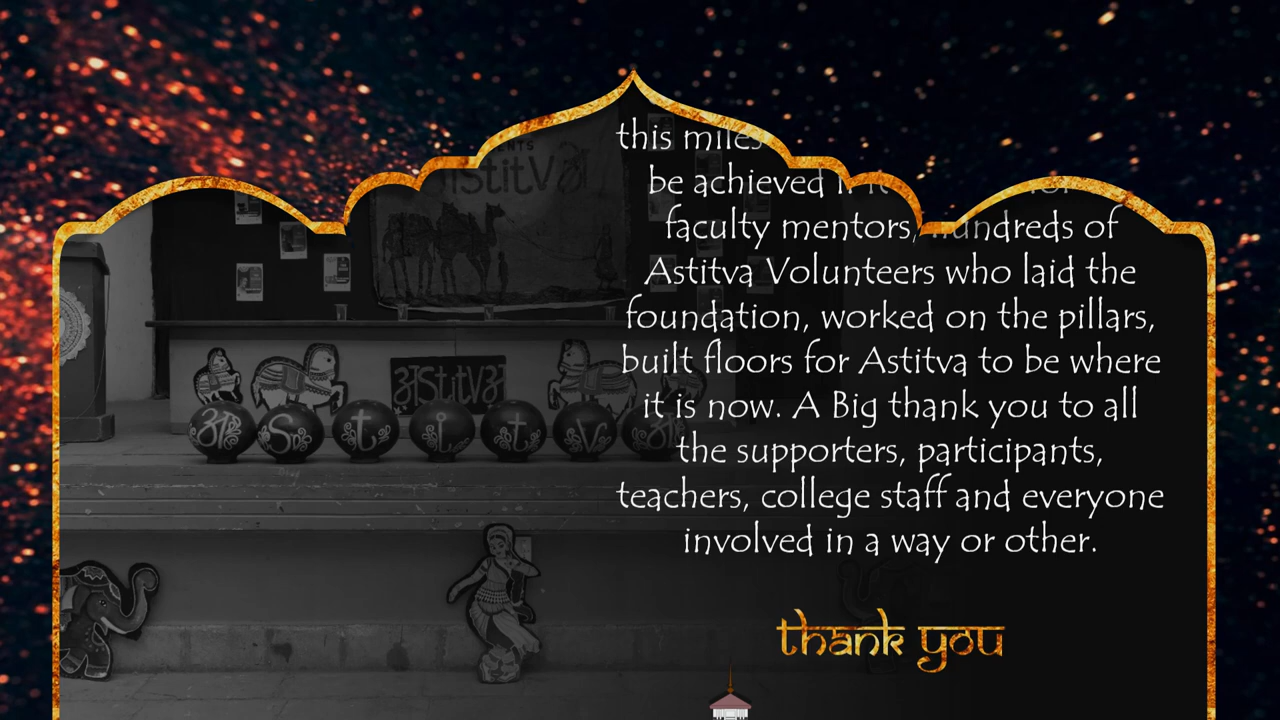 this
be achieved
faculty mentors, hundreds of
Astitva Volunteers who laid the
foundation, worked on the pillars,
built floors for Astitva to be where
it is now. A Big thank you to all
the supporters, participants,
teachers, college staff and everyone
involved in a way or other.
thank you
अstitvअ
अ S t i t v अ